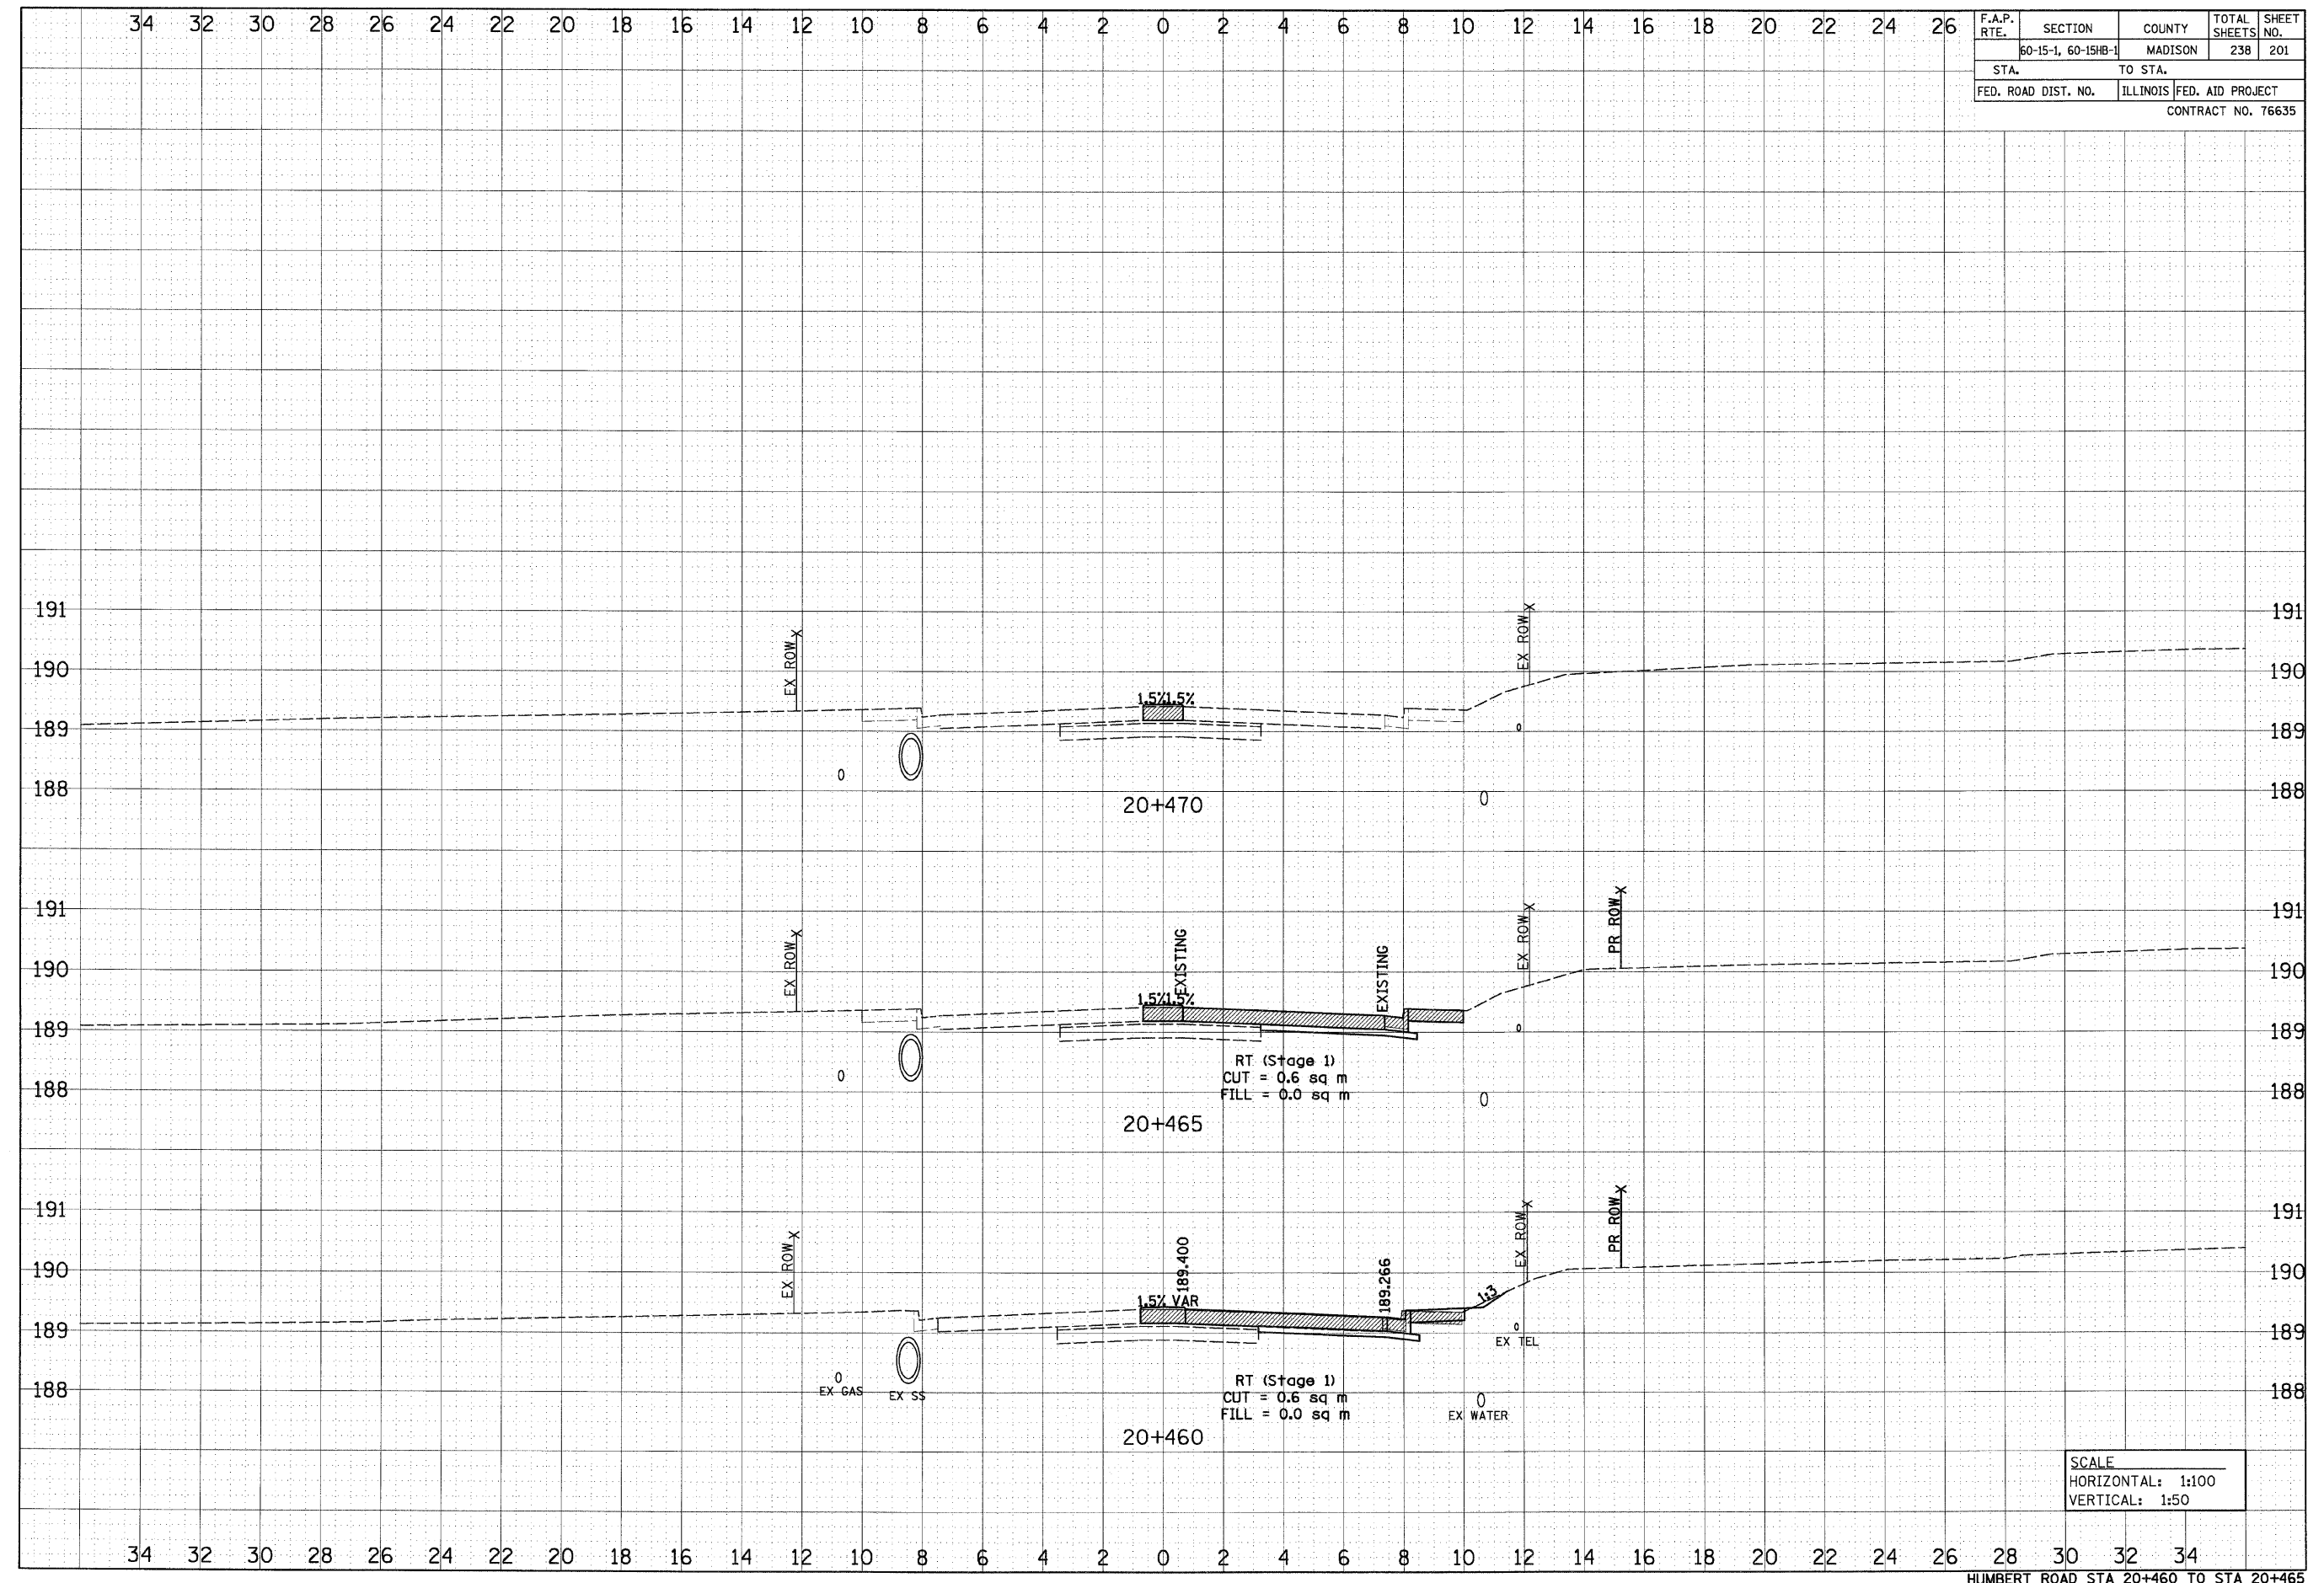 34 32 30 28 26 24 22 20 18 16 14 12 10 8 6 4 2 0 2 4 6 8 10 12 14 16 18 20 22 24 26
F.A.P. RTE. SECTION COUNTY TOTAL SHEETS SHEET NO.
60-15-1, 60-15HB-1 MADISON 238 201
STA. TO STA.
FED. ROAD DIST. NO. ILLINOIS FED. AID PROJECT
CONTRACT NO. 76635
191 191
EX ROW
EX ROW
190 190
1.5% 1.5%
189 189
188 188
20+470
191 191
EX ROW
EXISTING
EXISTING
EX ROW
PR ROW
190 190
1.5% 1.5%
189 189
RT (Stage 1)
CUT = 0.6 sq m
FILL = 0.0 sq m
188 188
20+465
191 191
EX ROW
189.400
189.266
EX ROW
PR ROW
190 190
1.5% VAR
1:3
189 189
EX TEL
RT (Stage 1)
CUT = 0.6 sq m
FILL = 0.0 sq m
188 188
EX GAS
EX SS
EX WATER
20+460
SCALE
HORIZONTAL: 1:100
VERTICAL: 1:50
34 32 30 28 26 24 22 20 18 16 14 12 10 8 6 4 2 0 2 4 6 8 10 12 14 16 18 20 22 24 26 28 30 32 34
HUMBERT ROAD STA 20+460 TO STA 20+465